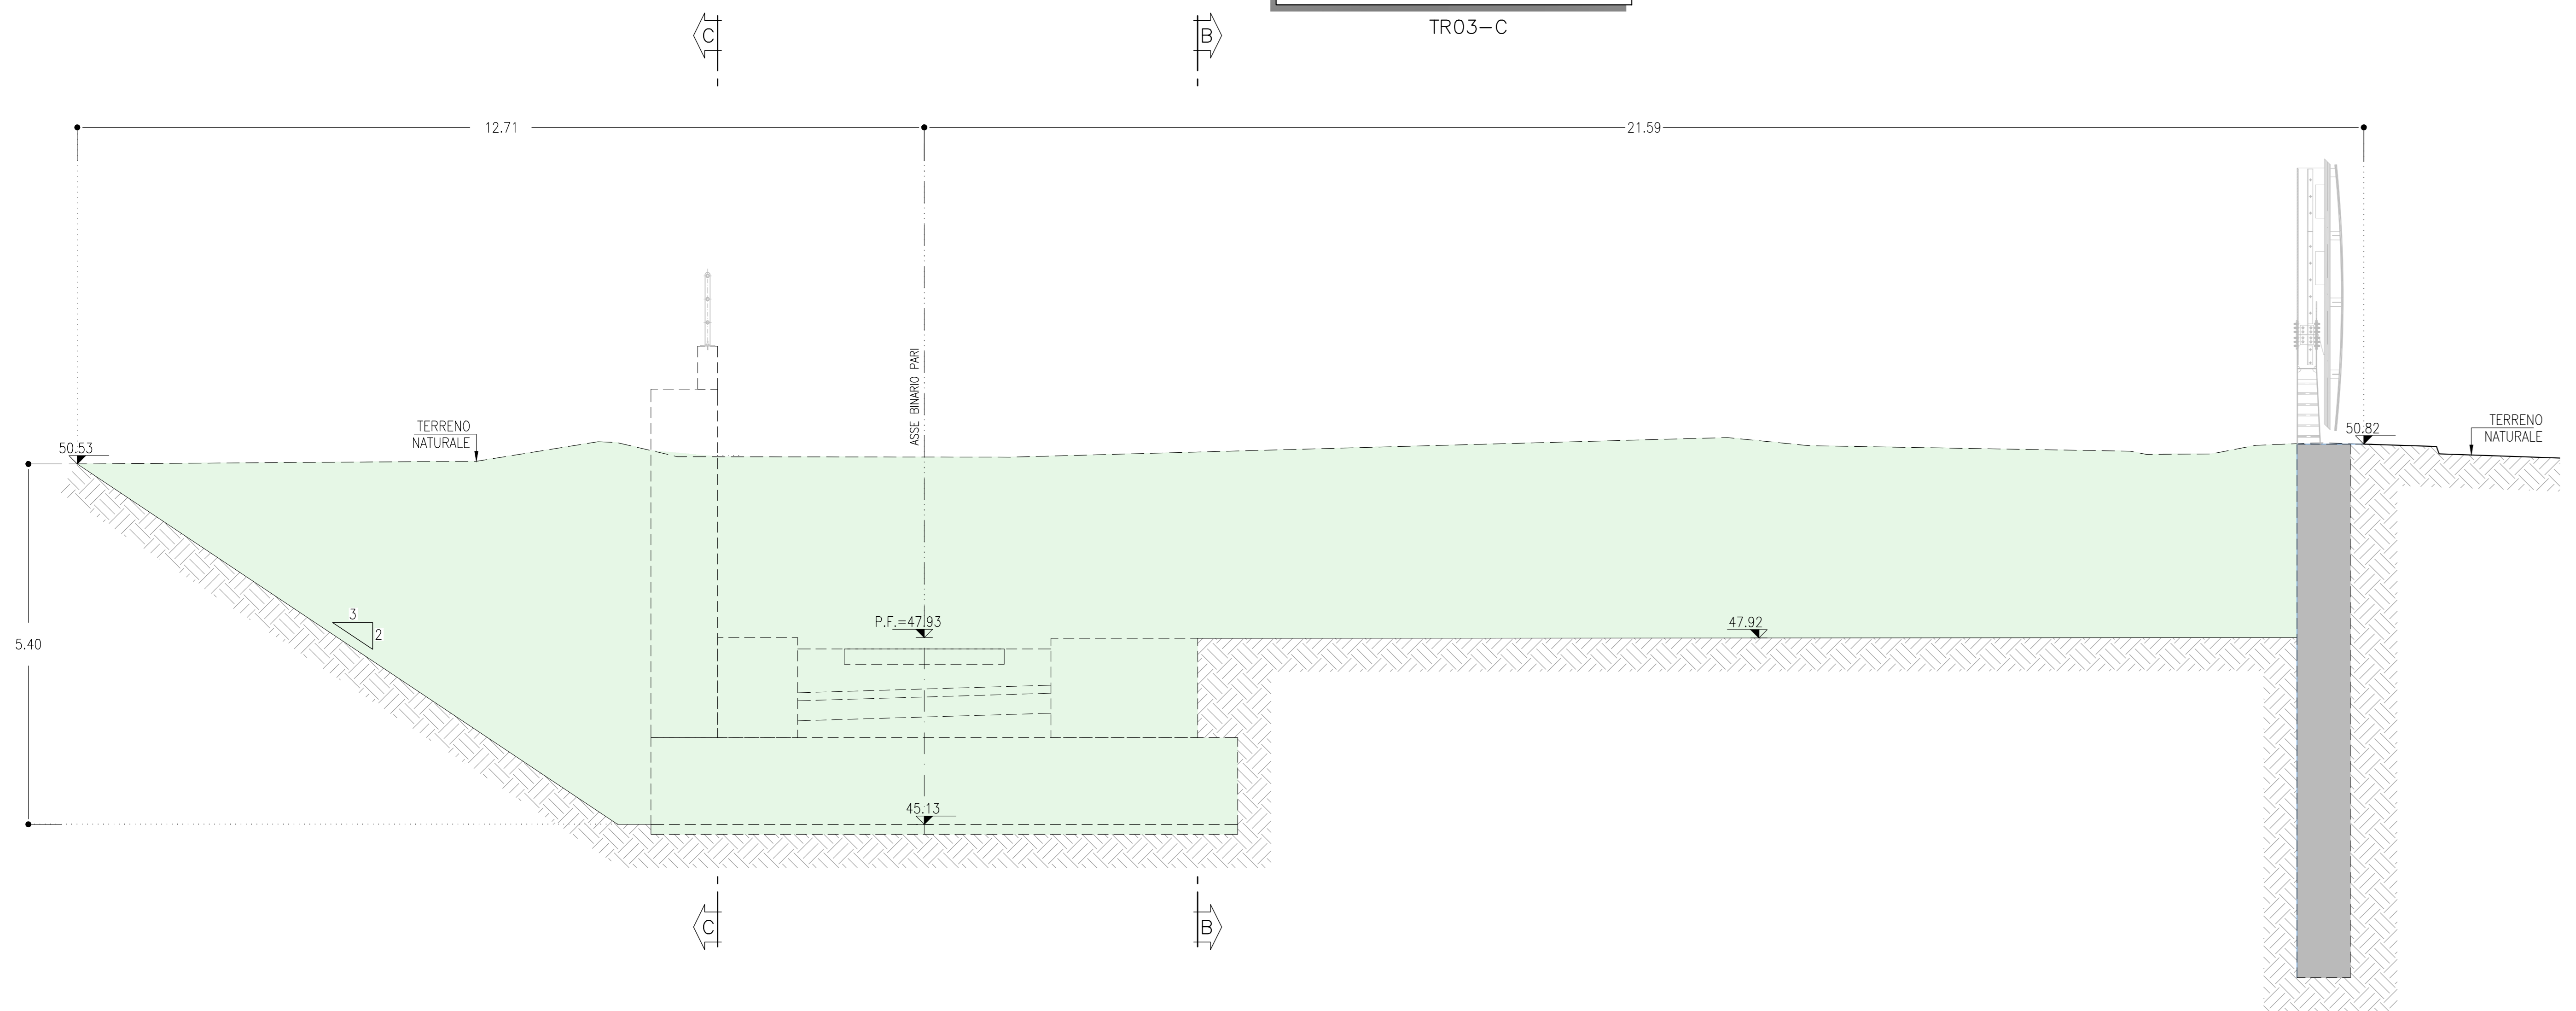 TR03-C
C
B
12.71
21.59
ASSE BINARIO PARI
TERRENO
NATURALE
50.53
50.82
TERRENO
NATURALE
3
2
5.40
P.F.=47.93
47.92
45.13
C
B